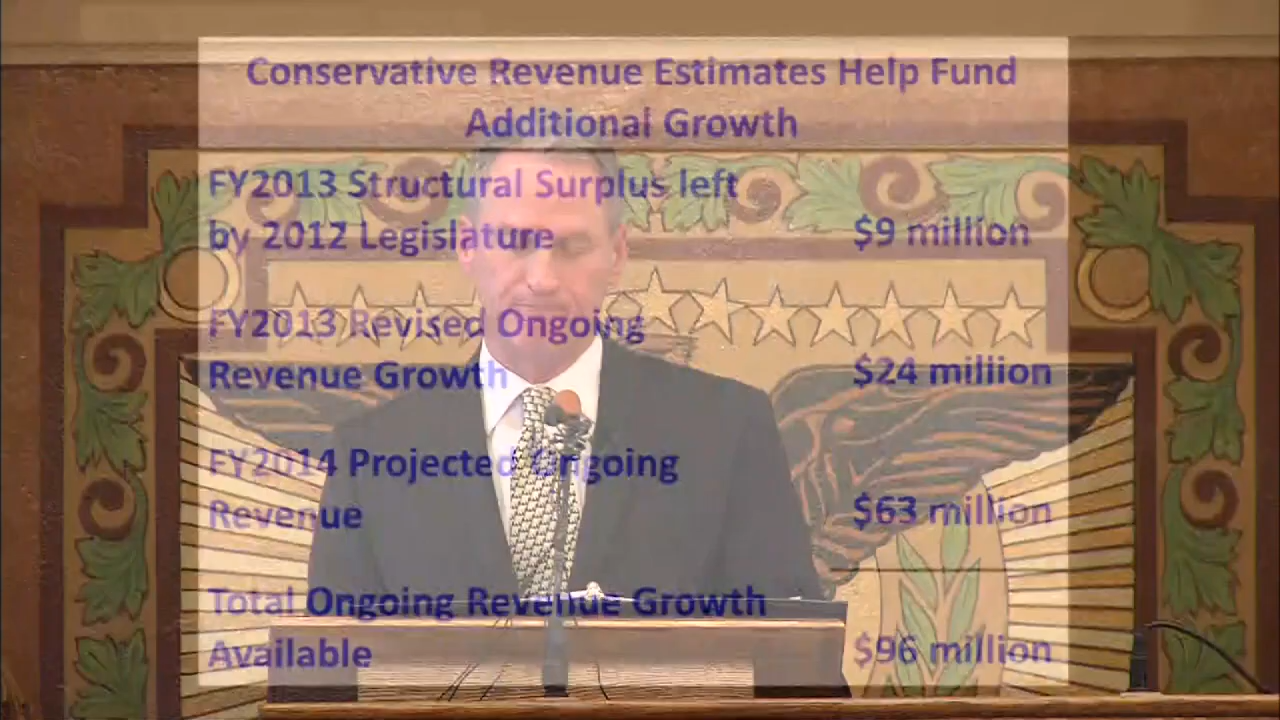 Conservative Revenue Estimates Help Fund
Additional Growth
FY2013 Structural Surplus left
by 2012 Legislature $9 million
FY2013 Revised Ongoing
Revenue Growth $24 million
FY2014 Projected Ongoing
Revenue $63 million
Total Ongoing Revenue Growth
Available $96 million